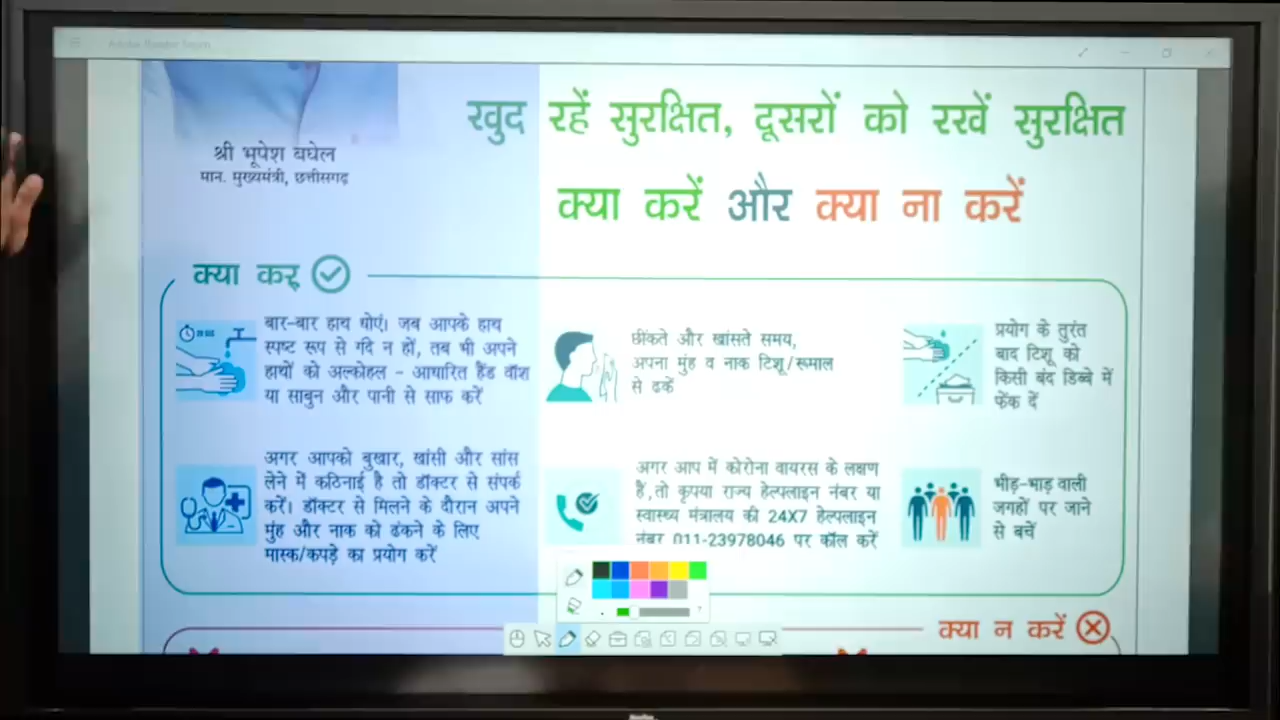 खुद रहें सुरक्षित, दूसरों को रखें सुरक्षित
श्री भूपेश बघेल
मान. मुख्यमंत्री, छत्तीसगढ़
क्या करें और क्या ना करें
क्या करू
बार-बार हाथ धोएं। जब आपके हाथ
स्पष्ट रूप से गंदे न हों, तब भी अपने
हाथों को अल्कोहल - आधारित हैंड वॉश
या साबुन और पानी से साफ करें
छींकते और खांसते समय,
अपना मुंह व नाक टिशू/रूमाल
से ढकें
प्रयोग के तुरंत
बाद टिशू को
किसी बंद डिब्बे में
फेंक दें
अगर आपको बुखार, खांसी और सांस
लेने में कठिनाई है तो डॉक्टर से संपर्क
करें। डॉक्टर से मिलने के दौरान अपने
मुंह और नाक को ढंकने के लिए
मास्क/कपड़े का प्रयोग करें
अगर आप में कोरोना वायरस के लक्षण
हैं,तो कृपया राज्य हेल्पलाइन नंबर या
स्वास्थ्य मंत्रालय की 24X7 हेल्पलाइन
नंबर 011-23978046 पर कॉल करें
भीड़-भाड़ वाली
जगहों पर जाने
से बचें
क्या न करें